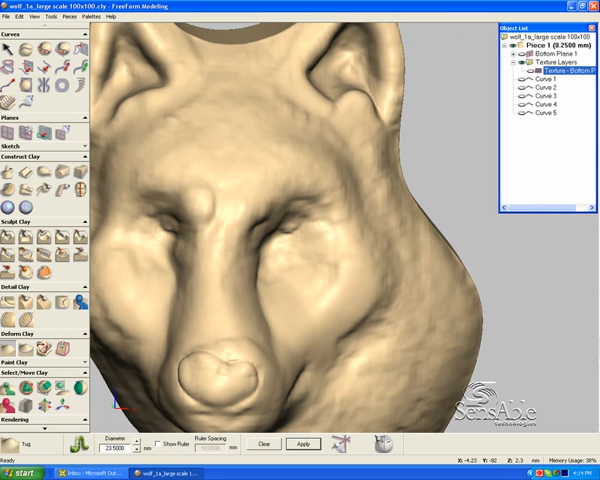 wolf_1a_large scale 100x100.cly - FreeForm Modeling
File Edit View Tools Pieces Palettes Help
Curves
Planes
Sketch
Construct Clay
Sculpt Clay
Detail Clay
Deform Clay
Paint Clay
Select/Move Clay
Rendering
Object List
wolf_1a_large scale 100x100
Piece 1 (0.2500 mm)
Bottom Plane 1
Texture Layers
Texture - Bottom P
Curve 1
Curve 2
Curve 3
Curve 4
Curve 5
SensAble
technologies
Tug
Diameter
23.5000 mm
Show Ruler
Ruler Spacing
10.0000 mm
Clear
Apply
Ready
X: -4.23 Y: -82 Z: 2.3 mm Memory Usage: 38%
start
Inbox - Microsoft Out...
wolf_1a_large scale 1...
4:14 PM